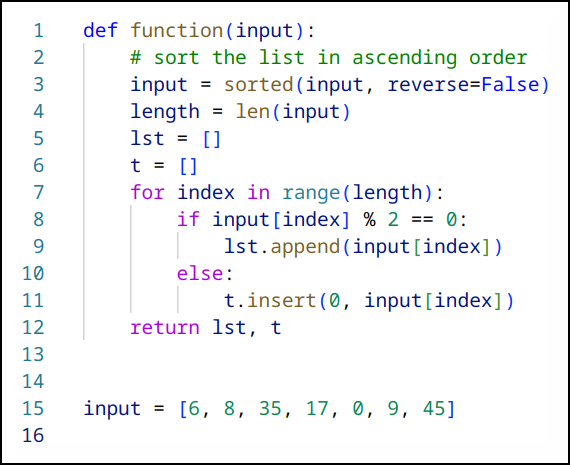 1 def function(input):
2 # sort the list in ascending order
3 input = sorted(input, reverse=False)
4 length = len(input)
5 lst = []
6 t = []
7 for index in range(length):
8 if input[index] % 2 == 0:
9 lst.append(input[index])
10 else:
11 t.insert(0, input[index])
12 return lst, t
13
14
15 input = [6, 8, 35, 17, 0, 9, 45]
16